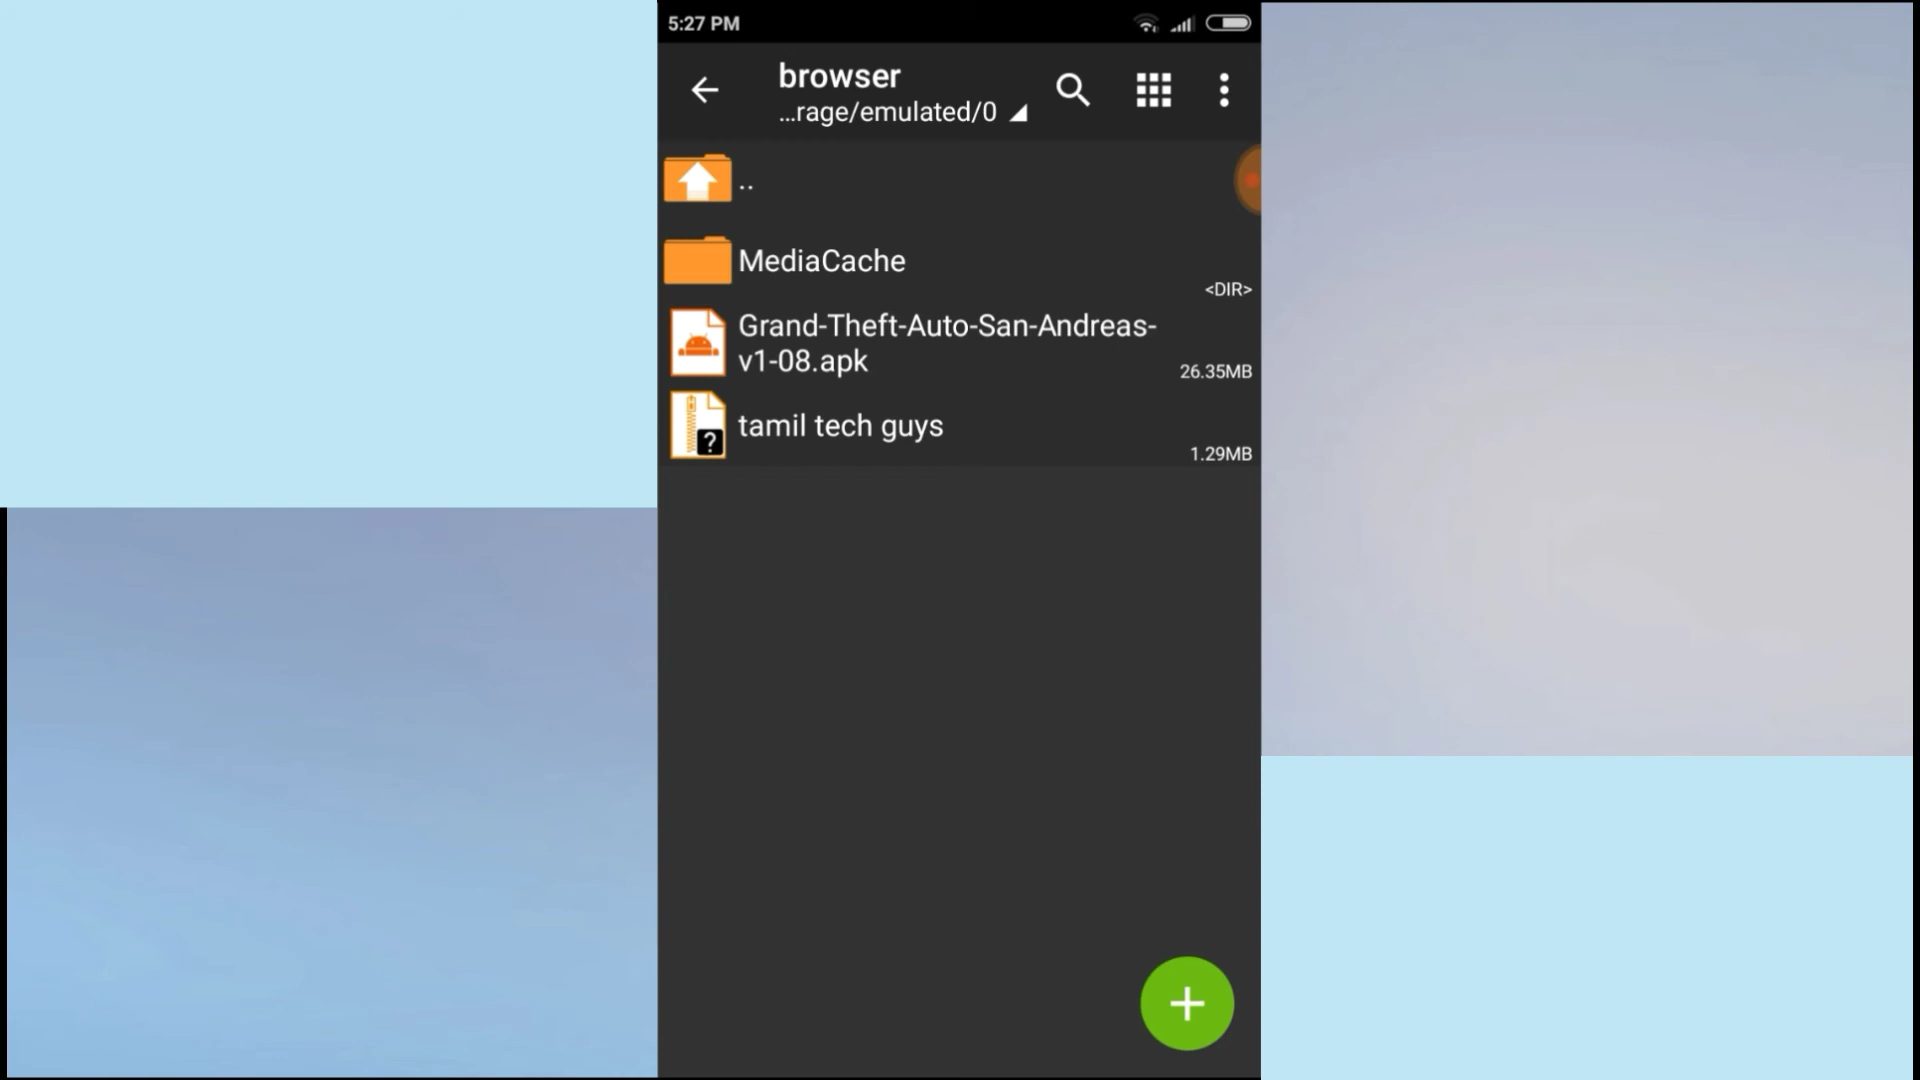 5:27 PM
browser
...rage/emulated/0
..
MediaCache
<DIR>
Grand-Theft-Auto-San-Andreas-
v1-08.apk
26.35MB
tamil tech guys
1.29MB